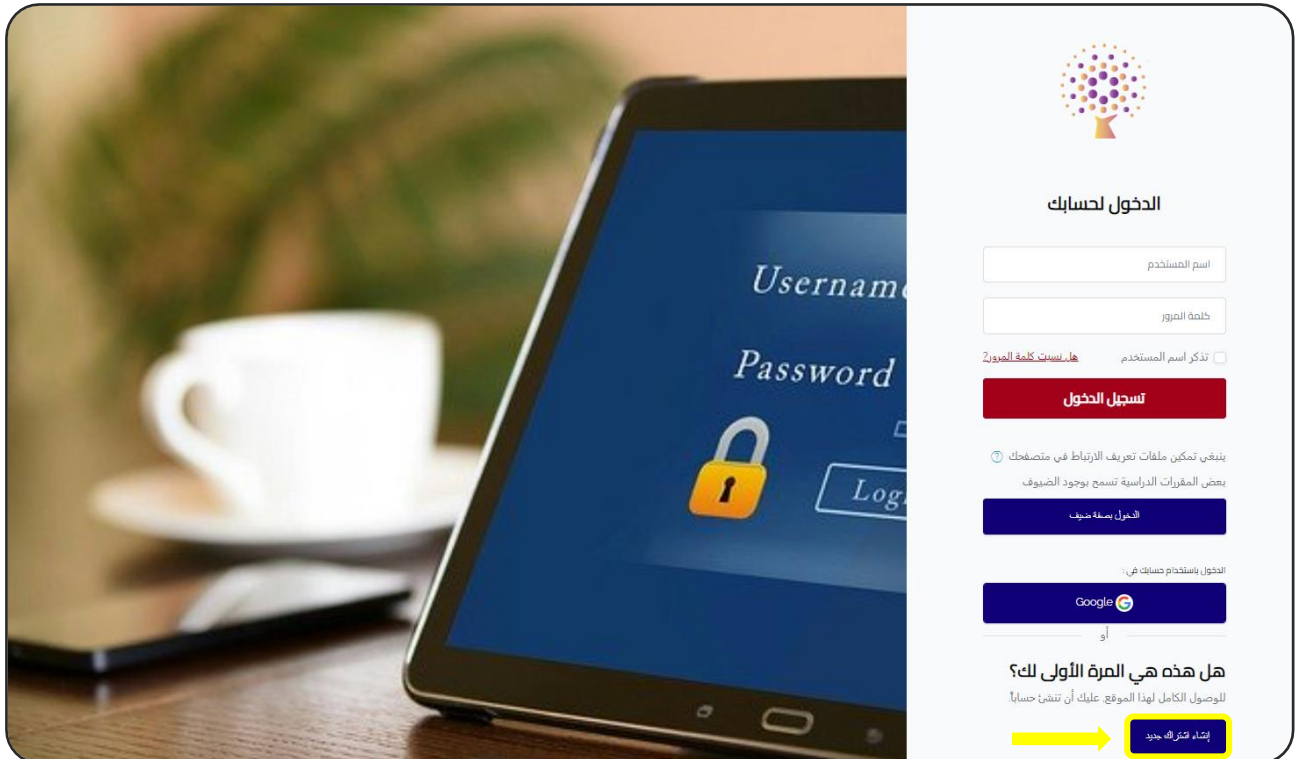 الدخول لحسابك
اسم المستخدم
كلمة المرور
تذكر اسم المستخدم
هل نسيت كلمة المرور؟
تسجيل الدخول
ينبغي تمكين ملفات تعريف الارتباط في متصفحك ?
بعض المقررات الدراسية تسمح بوجود الضيوف
الدخول بصفة ضيف
الدخول باستخدام حسابك في :
Google
أو
هل هذه هي المرة الأولى لك؟
للوصول الكامل لهذا الموقع، عليك أن تنشئ حساباً.
إنشاء اشتراك جديد
Username
Password